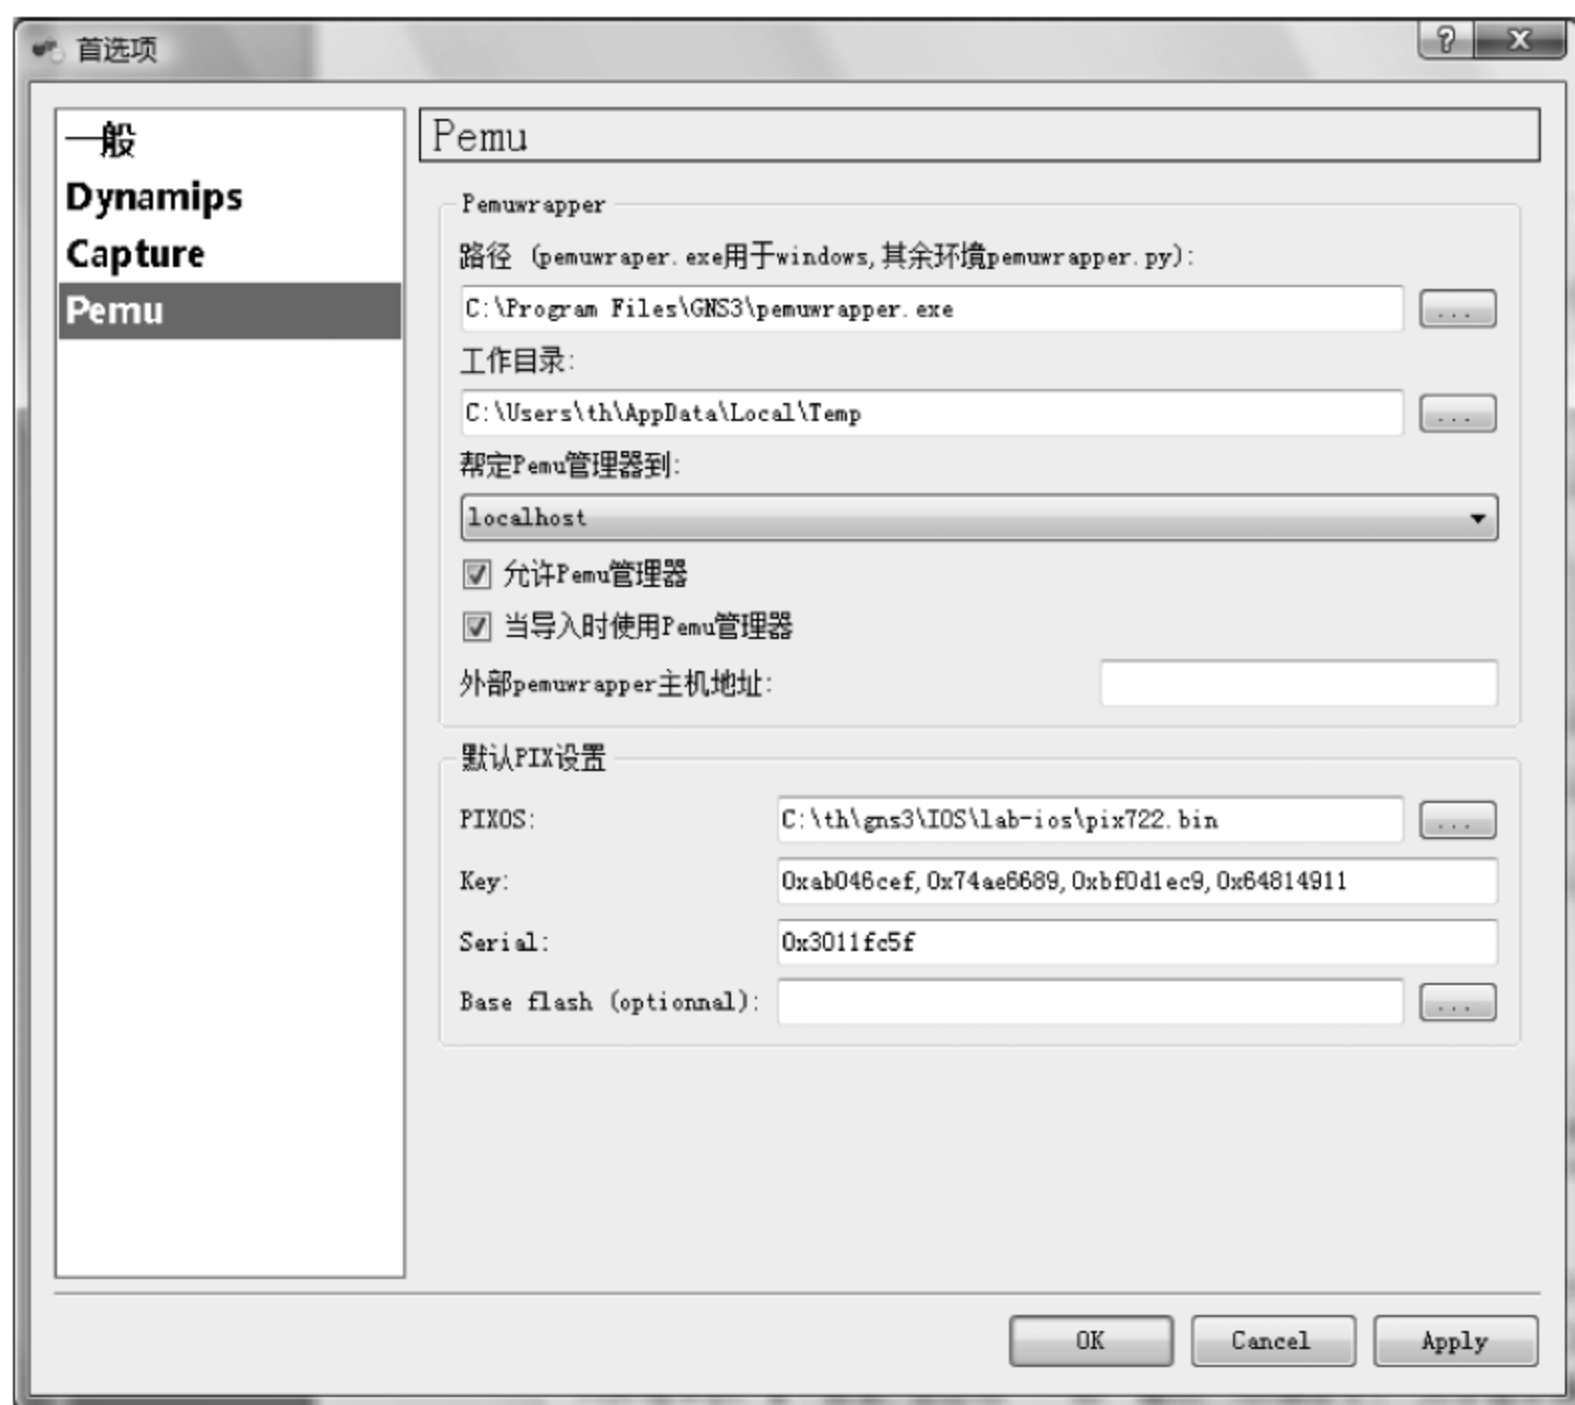 首选项
一般
Dynamips
Capture
Pemu
Pemu
Pemuwrapper
路径 (pemuwraper.exe用于windows,其余环境pemuwrapper.py):
C:\Program Files\GNS3\pemuwrapper.exe
...
工作目录:
C:\Users\th\AppData\Local\Temp
...
帮定Pemu管理器到:
localhost
允许Pemu管理器
当导入时使用Pemu管理器
外部pemuwrapper主机地址:
默认PIX设置
PIXOS:
C:\th\gns3\IOS\lab-ios\pix722.bin
...
Key:
0xab046cef,0x74ae6689,0xbf0d1ec9,0x64814911
Serial:
0x3011fc5f
Base flash (optionnal):
...
OK
Cancel
Apply